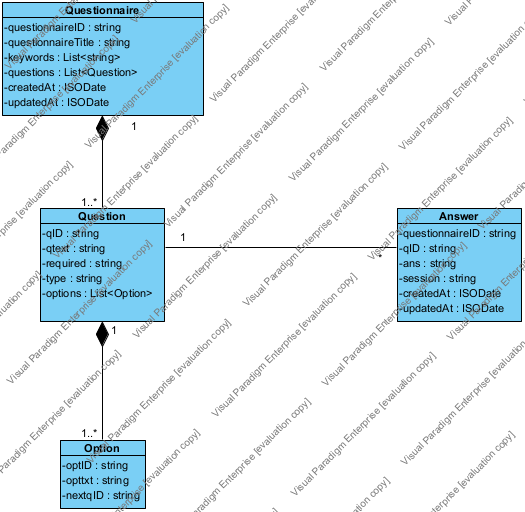 Questionnaire
-questionnaireID : string
-questionnaireTitle : string
-keywords : List<string>
-questions : List<Question>
-createdAt : ISODate
-updatedAt : ISODate
1
1..*
Question
-qID : string
-qtext : string
-required : string
-type : string
-options : List<Option>
1
*
Answer
-questionnaireID : string
-qID : string
-ans : string
-session : string
-createdAt : ISODate
-updatedAt : ISODate
1
1..*
Option
-optID : string
-opttxt : string
-nextqID : string
Visual Paradigm Enterprise [evaluation copy]